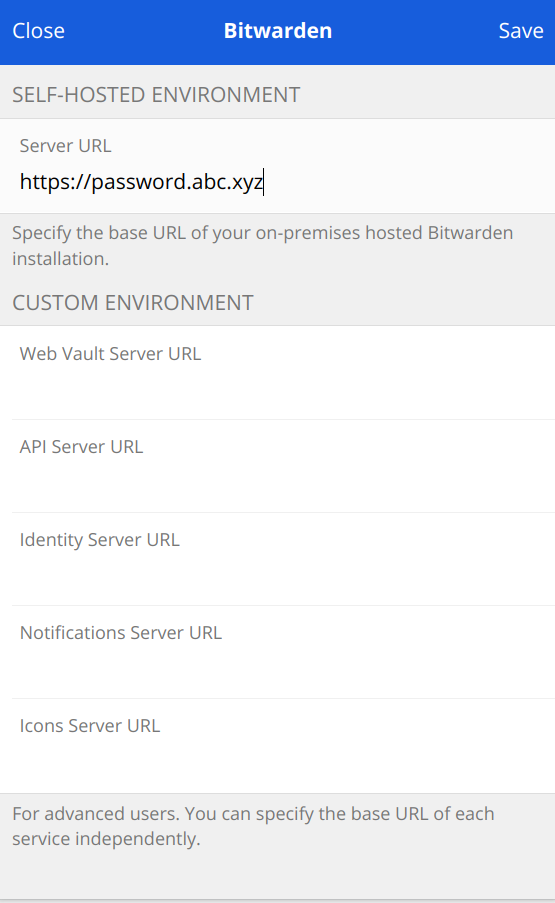 Close Bitwarden Save
SELF-HOSTED ENVIRONMENT
Server URL
https://password.abc.xyz
Specify the base URL of your on-premises hosted Bitwarden
installation.
CUSTOM ENVIRONMENT
Web Vault Server URL
API Server URL
Identity Server URL
Notifications Server URL
Icons Server URL
For advanced users. You can specify the base URL of each
service independently.